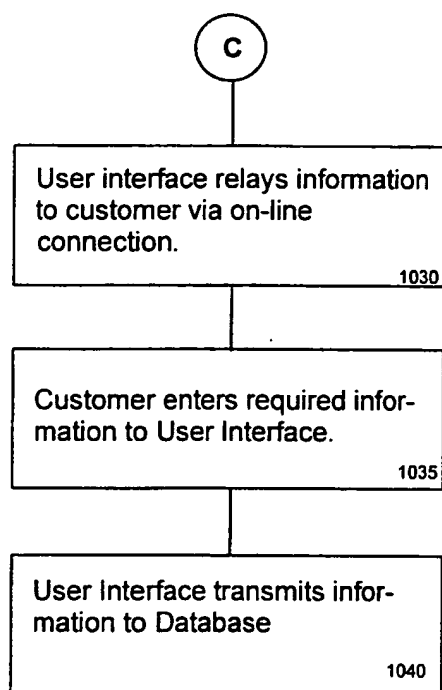 C
User interface relays information
to customer via on-line
connection.
1030
Customer enters required infor-
mation to User Interface.
1035
User Interface transmits infor-
mation to Database
1040